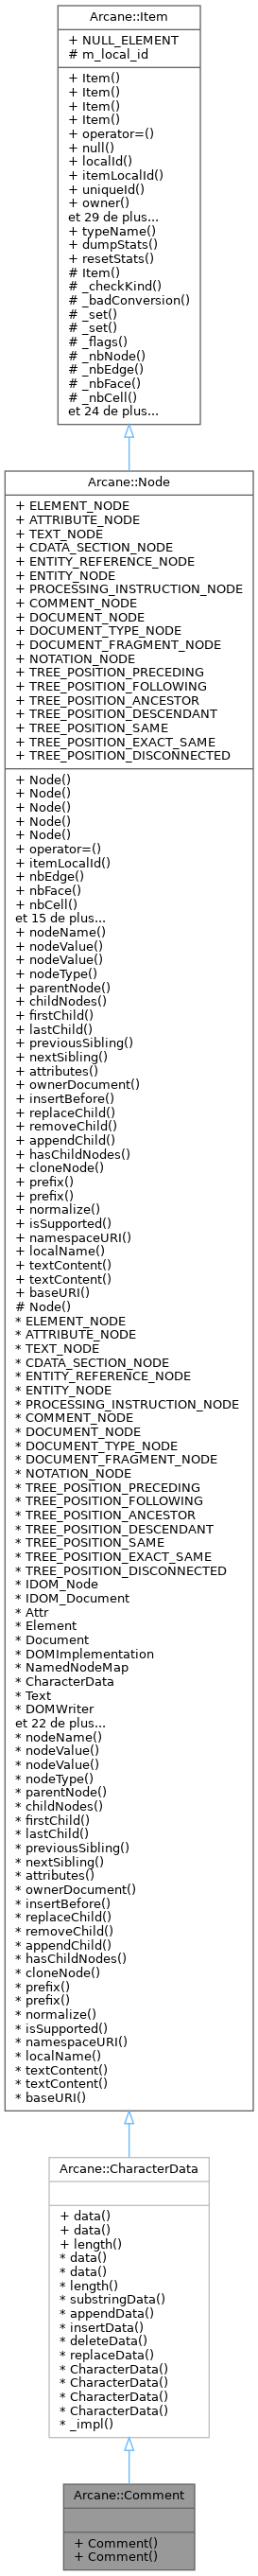 Arcane::Item
+ NULL_ELEMENT
# m_local_id
+ Item()
+ Item()
+ Item()
+ Item()
+ operator=()
+ null()
+ localId()
+ itemLocalId()
+ uniqueId()
+ owner()
et 29 de plus...
+ typeName()
+ dumpStats()
+ resetStats()
# Item()
# _checkKind()
# _badConversion()
# _set()
# _set()
# _flags()
# _nbNode()
# _nbEdge()
# _nbFace()
# _nbCell()
et 24 de plus...
Arcane::Node
+ ELEMENT_NODE
+ ATTRIBUTE_NODE
+ TEXT_NODE
+ CDATA_SECTION_NODE
+ ENTITY_REFERENCE_NODE
+ ENTITY_NODE
+ PROCESSING_INSTRUCTION_NODE
+ COMMENT_NODE
+ DOCUMENT_NODE
+ DOCUMENT_TYPE_NODE
+ DOCUMENT_FRAGMENT_NODE
+ NOTATION_NODE
+ TREE_POSITION_PRECEDING
+ TREE_POSITION_FOLLOWING
+ TREE_POSITION_ANCESTOR
+ TREE_POSITION_DESCENDANT
+ TREE_POSITION_SAME
+ TREE_POSITION_EXACT_SAME
+ TREE_POSITION_DISCONNECTED
+ Node()
+ Node()
+ Node()
+ Node()
+ Node()
+ operator=()
+ itemLocalId()
+ nbEdge()
+ nbFace()
+ nbCell()
et 15 de plus...
+ nodeName()
+ nodeValue()
+ nodeValue()
+ nodeType()
+ parentNode()
+ childNodes()
+ firstChild()
+ lastChild()
+ previousSibling()
+ nextSibling()
+ attributes()
+ ownerDocument()
+ insertBefore()
+ replaceChild()
+ removeChild()
+ appendChild()
+ hasChildNodes()
+ cloneNode()
+ prefix()
+ prefix()
+ normalize()
+ isSupported()
+ namespaceURI()
+ localName()
+ textContent()
+ textContent()
+ baseURI()
# Node()
* ELEMENT_NODE
* ATTRIBUTE_NODE
* TEXT_NODE
* CDATA_SECTION_NODE
* ENTITY_REFERENCE_NODE
* ENTITY_NODE
* PROCESSING_INSTRUCTION_NODE
* COMMENT_NODE
* DOCUMENT_NODE
* DOCUMENT_TYPE_NODE
* DOCUMENT_FRAGMENT_NODE
* NOTATION_NODE
* TREE_POSITION_PRECEDING
* TREE_POSITION_FOLLOWING
* TREE_POSITION_ANCESTOR
* TREE_POSITION_DESCENDANT
* TREE_POSITION_SAME
* TREE_POSITION_EXACT_SAME
* TREE_POSITION_DISCONNECTED
* IDOM_Node
* IDOM_Document
* Attr
* Element
* Document
* DOMImplementation
* NamedNodeMap
* CharacterData
* Text
* DOMWriter
et 22 de plus...
* nodeName()
* nodeValue()
* nodeValue()
* nodeType()
* parentNode()
* childNodes()
* firstChild()
* lastChild()
* previousSibling()
* nextSibling()
* attributes()
* ownerDocument()
* insertBefore()
* replaceChild()
* removeChild()
* appendChild()
* hasChildNodes()
* cloneNode()
* prefix()
* prefix()
* normalize()
* isSupported()
* namespaceURI()
* localName()
* textContent()
* textContent()
* baseURI()
Arcane::CharacterData
+ data()
+ data()
+ length()
* data()
* data()
* length()
* substringData()
* appendData()
* insertData()
* deleteData()
* replaceData()
* CharacterData()
* CharacterData()
* CharacterData()
* CharacterData()
* _impl()
Arcane::Comment
+ Comment()
+ Comment()